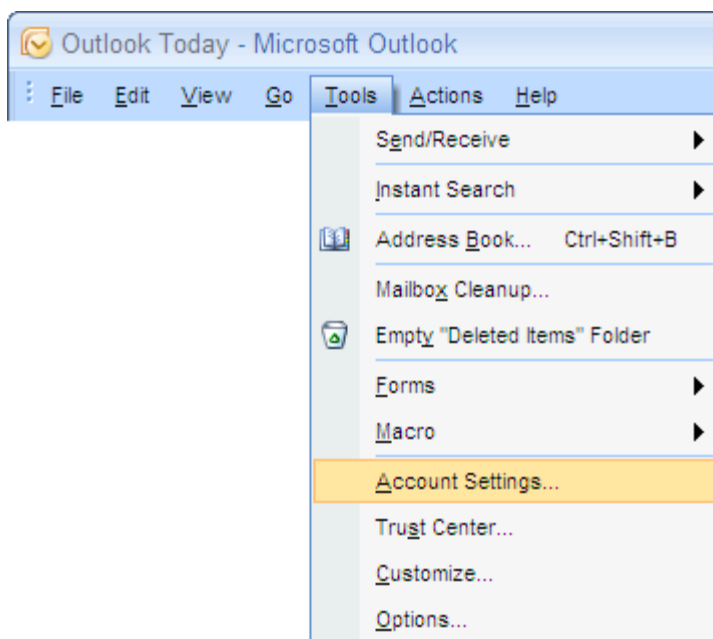 Outlook Today - Microsoft Outlook
File Edit View Go Tools Actions Help
Send/Receive
Instant Search
Address Book... Ctrl+Shift+B
Mailbox Cleanup...
Empty "Deleted Items" Folder
Forms
Macro
Account Settings...
Trust Center...
Customize...
Options...